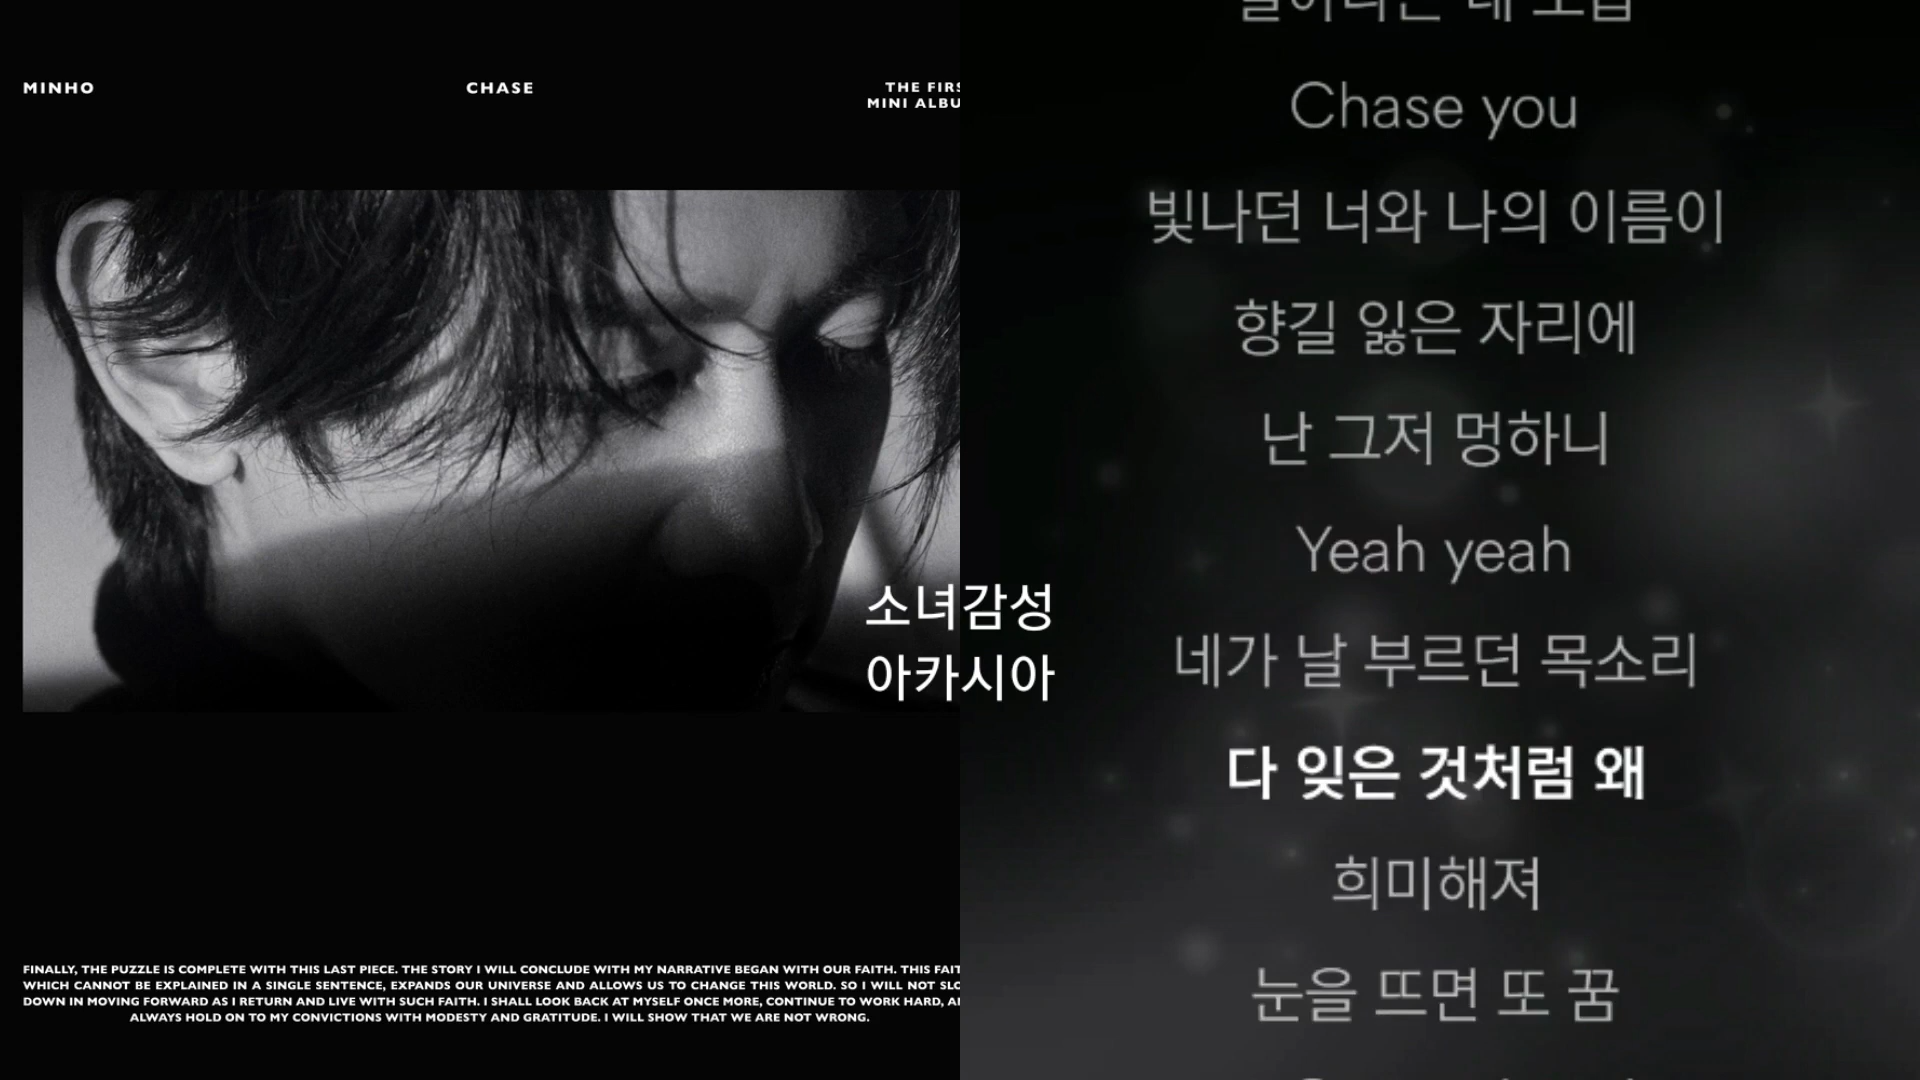 MINHO
CHASE
THE FIRS
MINI ALBU
소녀감성
아카시아
FINALLY, THE PUZZLE IS COMPLETE WITH THIS LAST PIECE. THE STORY I WILL CONCLUDE WITH MY NARRATIVE BEGAN WITH OUR FAITH. THIS FAIT
WHICH CANNOT BE EXPLAINED IN A SINGLE SENTENCE, EXPANDS OUR UNIVERSE AND ALLOWS US TO CHANGE THIS WORLD. SO I WILL NOT SLO
DOWN IN MOVING FORWARD AS I RETURN AND LIVE WITH SUCH FAITH. I SHALL LOOK BACK AT MYSELF ONCE MORE, CONTINUE TO WORK HARD, A
ALWAYS HOLD ON TO MY CONVICTIONS WITH MODESTY AND GRATITUDE. I WILL SHOW THAT WE ARE NOT WRONG.
Chase you
빛나던 너와 나의 이름이
향길 잃은 자리에
난 그저 멍하니
Yeah yeah
네가 날 부르던 목소리
다 잊은 것처럼 왜
희미해져
눈을 뜨면 또 꿈